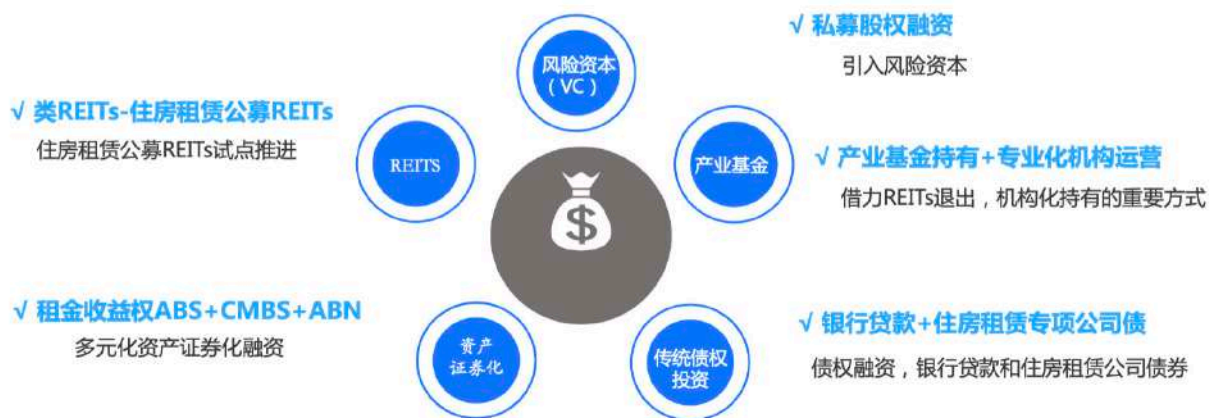 √ 私募股权融资
引入风险资本
风险资本
（VC）
√ 类REITs-住房租赁公募REITs
住房租赁公募REITs试点推进
REITS
产业基金
√ 产业基金持有+专业化机构运营
借力REITs退出，机构化持有的重要方式
$
√ 租金收益权ABS+CMBS+ABN
多元化资产证券化融资
资产
证券化
传统债权
投资
√ 银行贷款+住房租赁专项公司债
债权融资，银行贷款和住房租赁公司债券